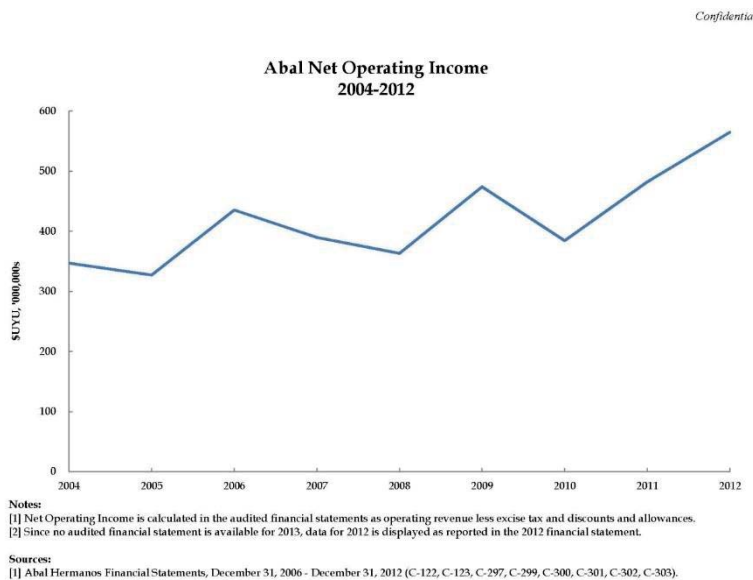 Confidentia
Abal Net Operating Income
2004-2012
600
500
400
300
200
100
0
$UYU, '000,000s
2004 2005 2006 2007 2008 2009 2010 2011 2012
Notes:
[1] Net Operating Income is calculated in the audited financial statements as operating revenue less excise tax and discounts and allowances.
[2] Since no audited financial statement is available for 2013, data for 2012 is displayed as reported in the 2012 financial statement.
Sources:
[1] Abal Hermanos Financial Statements, December 31, 2006 - December 31, 2012 (C-122, C-123, C-297, C-299, C-300, C-301, C-302, C-303).